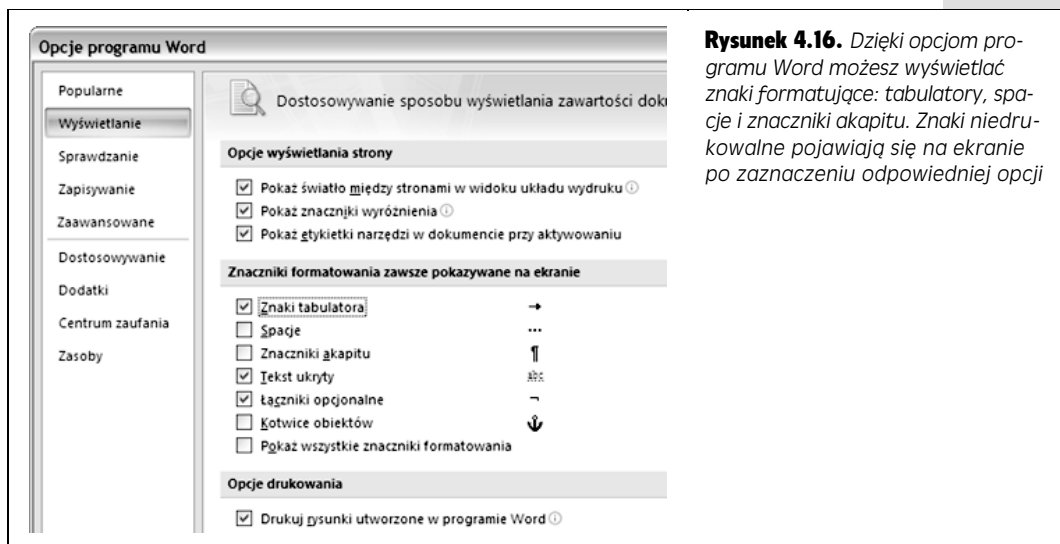 Opcje programu Word
Popularne
Wyświetlanie
Sprawdzanie
Zapisywanie
Zaawansowane
Dostosowywanie
Dodatki
Centrum zaufania
Zasoby
Dostosowywanie sposobu wyświetlania zawartości doku
Opcje wyświetlania strony
Pokaż światło między stronami w widoku układu wydruku
Pokaż znaczniki wyróżnienia
Pokaż etykietki narzędzi w dokumencie przy aktywowaniu
Znaczniki formatowania zawsze pokazywane na ekranie
Znaki tabulatora →
Spacje ···
Znaczniki akapitu ¶
Tekst ukryty abc
Łączniki opcjonalne ¬
Kotwice obiektów
Pokaż wszystkie znaczniki formatowania
Opcje drukowania
Drukuj rysunki utworzone w programie Word
Rysunek 4.16. Dzięki opcjom pro-
gramu Word możesz wyświetlać
znaki formatujące: tabulatory, spa-
cje i znaczniki akapitu. Znaki niedru-
kowalne pojawiają się na ekranie
po zaznaczeniu odpowiedniej opcji